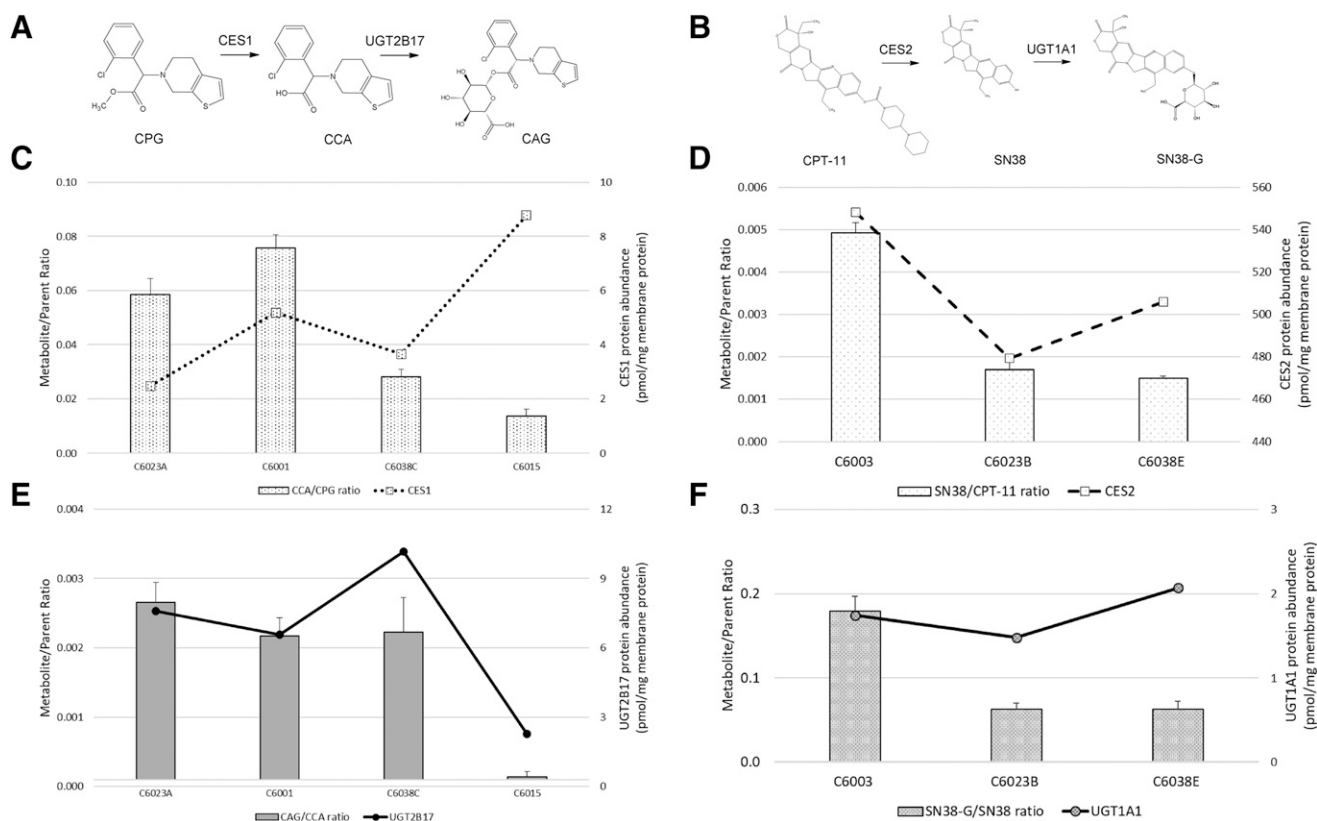 A
CES1
UGT2B17
CPG
CCA
CAG
B
CES2
UGT1A1
CPT-11
SN38
SN38-G
C
Metabolite/Parent Ratio
0.10
0.08
0.06
0.04
0.02
0.00
10
8
6
4
2
0
CES1 protein abundance
(pmol/mg membrane protein)
C6023A C6001 C6038C C6015
CCA/CPG ratio CES1
D
Metabolite/Parent Ratio
0.006
0.005
0.004
0.003
0.002
0.001
0.000
560
540
520
500
480
460
440
CES2 protein abundance
(pmol/mg membrane protein)
C6003 C6023B C6038E
SN38/CPT-11 ratio CES2
E
Metabolite/Parent Ratio
0.004
0.003
0.002
0.001
0.000
12
9
6
3
0
UGT2B17 protein abundance
(pmol/mg membrane protein)
C6023A C6001 C6038C C6015
CAG/CCA ratio UGT2B17
F
Metabolite/Parent Ratio
0.3
0.2
0.1
0.0
3
2
1
0
UGT1A1 protein abundance
(pmol/mg membrane protein)
C6003 C6023B C6038E
SN38-G/SN38 ratio UGT1A1